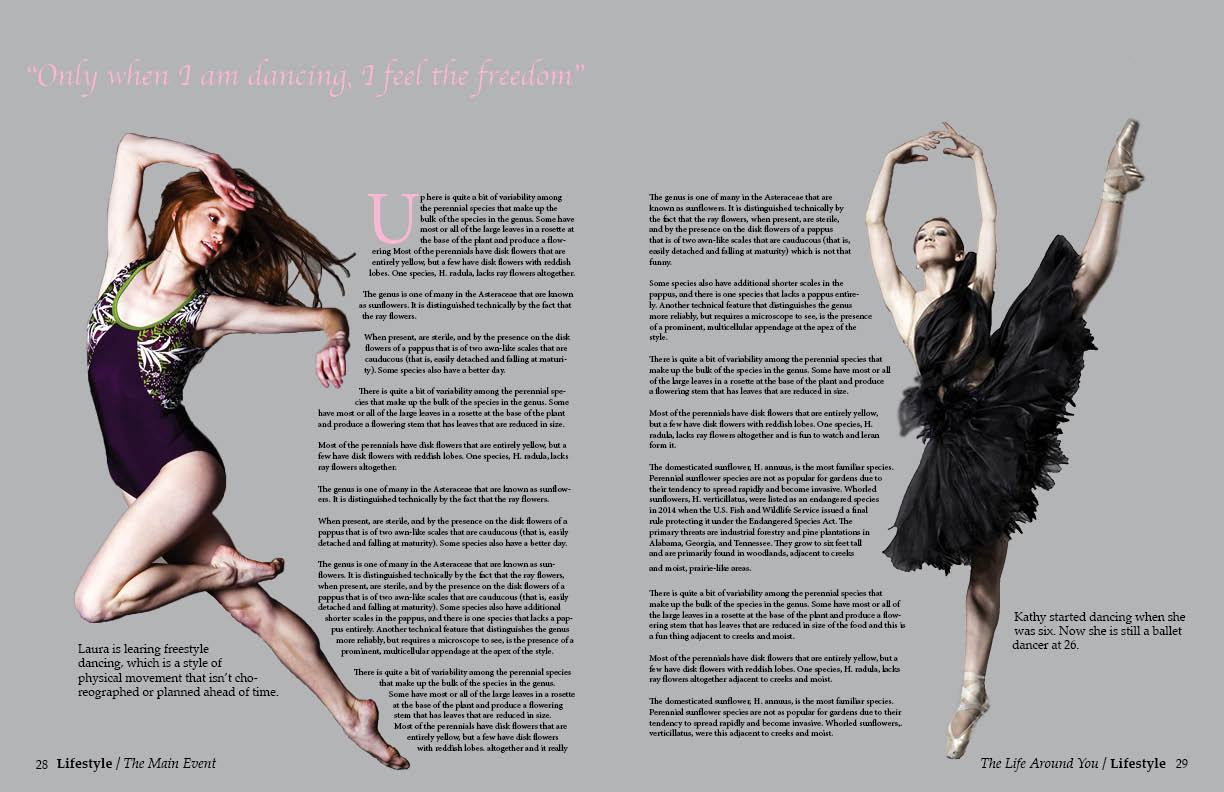 “Only when I am dancing, I feel the freedom”
Up here is quite a bit of variability among
the perennial species that make up the
bulk of the species in the genus. Some have
most or all of the large leaves in a rosette at
the base of the plant and produce a flow-
ering Most of the perennials have disk flowers that are
entirely yellow, but a few have disk flowers with reddish
lobes. One species, H. radula, lacks ray flowers altogether.
The genus is one of many in the Asteraceae that are known
as sunflowers. It is distinguished technically by the fact that
the ray flowers.
When present, are sterile, and by the presence on the disk
flowers of a pappus that is of two awn-like scales that are
cauducous (that is, easily detached and falling at maturi-
ty). Some species also have a better day.
There is quite a bit of variability among the perennial spe-
cies that make up the bulk of the species in the genus. Some
have most or all of the large leaves in a rosette at the base of the plant
and produce a flowering stem that has leaves that are reduced in size.
Most of the perennials have disk flowers that are entirely yellow, but a
few have disk flowers with reddish lobes. One species, H. radula, lacks
ray flowers altogether.
The genus is one of many in the Asteraceae that are known as sunflow-
ers. It is distinguished technically by the fact that the ray flowers.
When present, are sterile, and by the presence on the disk flowers of a
pappus that is of two awn-like scales that are cauducous (that is, easily
detached and falling at maturity). Some species also have a better day.
The genus is one of many in the Asteraceae that are known as sun-
flowers. It is distinguished technically by the fact that the ray flowers,
when present, are sterile, and by the presence on the disk flowers of a
pappus that is of two awn-like scales that are cauducous (that is, easily
detached and falling at maturity). Some species also have additional
shorter scales in the pappus, and there is one species that lacks a pap-
pus entirely. Another technical feature that distinguishes the genus
more reliably, but requires a microscope to see, is the presence of a
prominent, multicellular appendage at the apex of the style.
There is quite a bit of variability among the perennial species
that make up the bulk of the species in the genus.
Some have most or all of the large leaves in a rosette
at the base of the plant and produce a flowering
stem that has leaves that are reduced in size.
Most of the perennials have disk flowers that are
entirely yellow, but a few have disk flowers
with reddish lobes. altogether and it really
Laura is learing freestyle
dancing, which is a style of
physical movement that isn’t cho-
reographed or planned ahead of time.
28 Lifestyle / The Main Event
The genus is one of many in the Asteraceae that are
known as sunflowers. It is distinguished technically by
the fact that the ray flowers, when present, are sterile,
and by the presence on the disk flowers of a pappus
that is of two awn-like scales that are cauducous (that is,
easily detached and falling at maturity) which is not that
funny.
Some species also have additional shorter scales in the
pappus, and there is one species that lacks a pappus entire-
ly. Another technical feature that distinguishes the genus
more reliably, but requires a microscope to see, is the presence
of a prominent, multicellular appendage at the apex of the
style.
There is quite a bit of variability among the perennial species that
make up the bulk of the species in the genus. Some have most or all
of the large leaves in a rosette at the base of the plant and produce
a flowering stem that has leaves that are reduced in size.
Most of the perennials have disk flowers that are entirely yellow,
but a few have disk flowers with reddish lobes. One species, H.
radula, lacks ray flowers altogether and is fun to watch and leran
form it.
The domesticated sunflower, H. annuus, is the most familiar species.
Perennial sunflower species are not as popular for gardens due to
their tendency to spread rapidly and become invasive. Whorled
sunflowers, H. verticillatus, were listed as an endangered species
in 2014 when the U.S. Fish and Wildlife Service issued a final
rule protecting it under the Endangered Species Act. The
primary threats are industrial forestry and pine plantations in
Alabama, Georgia, and Tennessee. They grow to six feet tall
and are primarily found in woodlands, adjacent to creeks
and moist, prairie-like areas.
There is quite a bit of variability among the perennial species that
make up the bulk of the species in the genus. Some have most or all of
the large leaves in a rosette at the base of the plant and produce a flow-
ering stem that has leaves that are reduced in size of the food and this is
a fun thing adjacent to creeks and moist.
Most of the perennials have disk flowers that are entirely yellow, but a
few have disk flowers with reddish lobes. One species, H. radula, lacks
ray flowers altogether adjacent to creeks and moist.
The domesticated sunflower, H. annuus, is the most familiar species.
Perennial sunflower species are not as popular for gardens due to their
tendency to spread rapidly and become invasive. Whorled sunflowers,.
verticillatus, were this adjacent to creeks and moist.
Kathy started dancing when she
was six. Now she is still a ballet
dancer at 26.
The Life Around You / Lifestyle 29